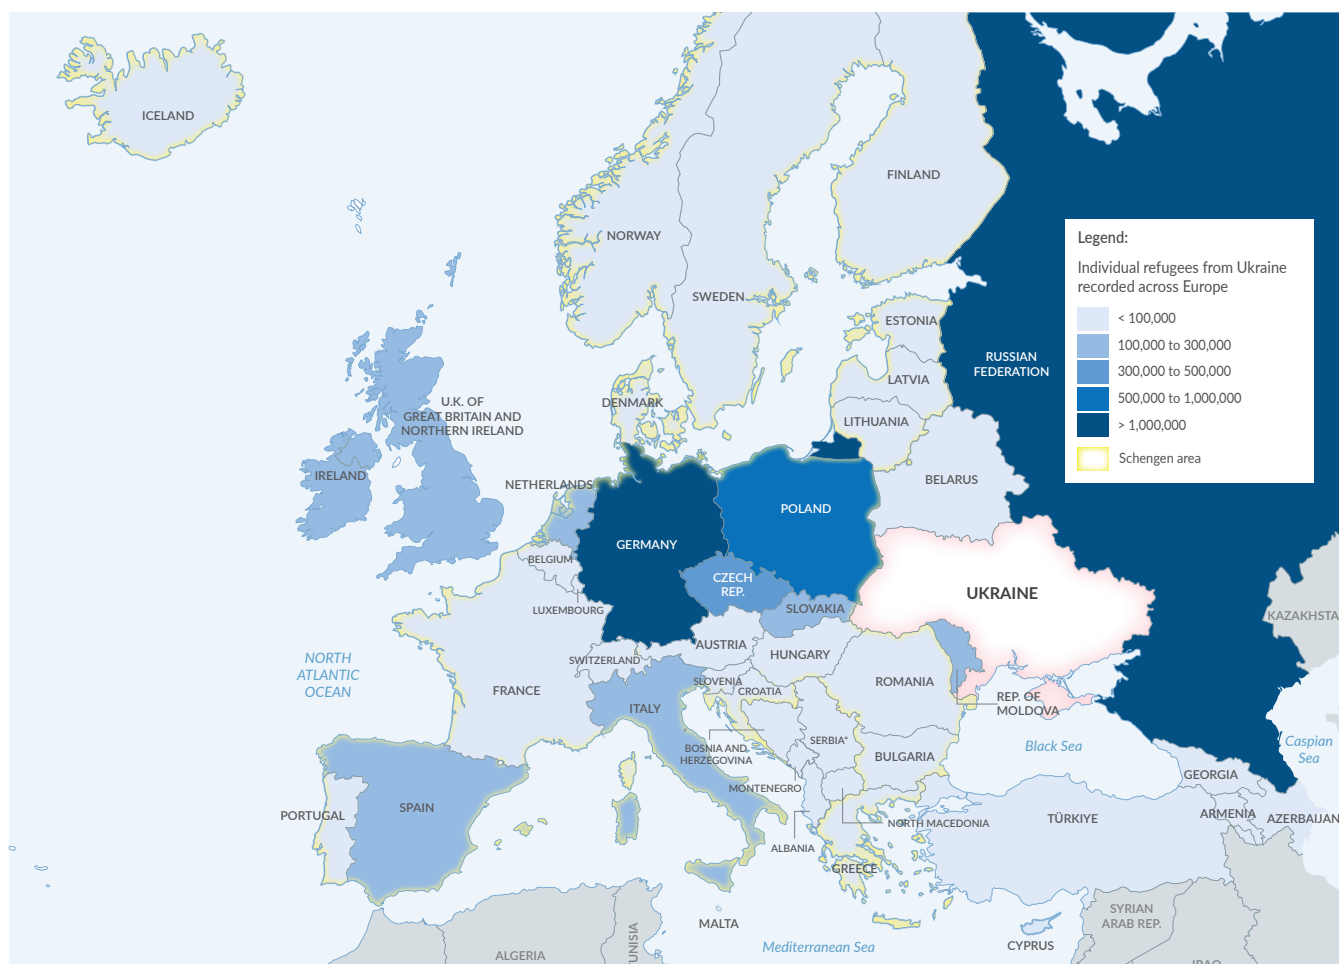 ICELAND
FINLAND
NORWAY
SWEDEN
ESTONIA
LATVIA
LITHUANIA
DENMARK
RUSSIAN
FEDERATION
Legend:
Individual refugees from Ukraine
recorded across Europe
< 100,000
100,000 to 300,000
300,000 to 500,000
500,000 to 1,000,000
> 1,000,000
Schengen area
U.K. OF
GREAT BRITAIN AND
NORTHERN IRELAND
IRELAND
NETHERLANDS
BELARUS
POLAND
GERMANY
BELGIUM
CZECH
REP.
UKRAINE
LUXEMBOURG
SLOVAKIA
KAZAKHSTA
AUSTRIA
HUNGARY
SWITZERLAND
NORTH
ATLANTIC
OCEAN
FRANCE
SLOVENIA
CROATIA
ROMANIA
REP. OF
MOLDOVA
ITALY
SERBIA*
BOSNIA AND
HERZEGOVINA
BULGARIA
Black Sea
Caspian
Sea
GEORGIA
MONTENEGRO
SPAIN
PORTUGAL
NORTH MACEDONIA
TÜRKIYE
ARMENIA
AZERBAIJAN
ALBANIA
GREECE
MALTA
SYRIAN
ARAB REP.
CYPRUS
Mediterranean Sea
ALGERIA
TUNISIA
IRAQ